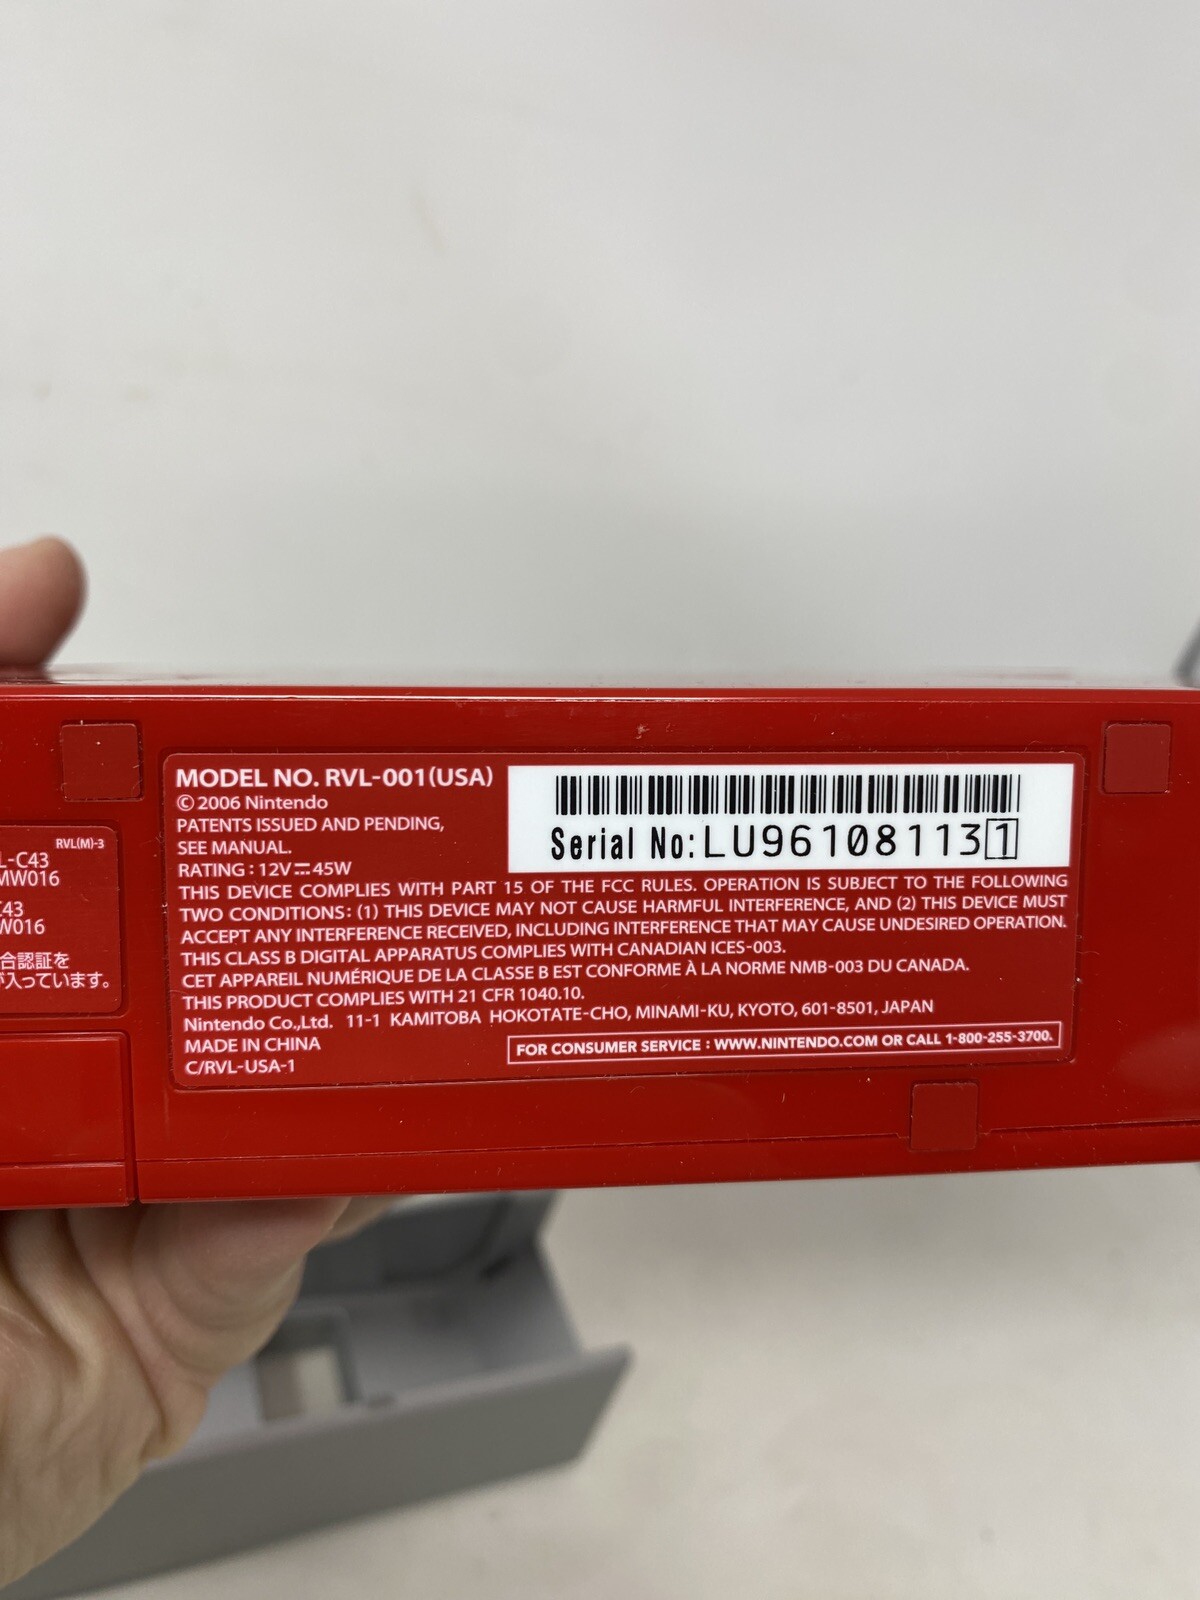 MODEL NO. RVL-001(USA)
© 2006 Nintendo
PATENTS ISSUED AND PENDING,
SEE MANUAL.
RATING : 12V⎓45W
Serial No:LU961081131
THIS DEVICE COMPLIES WITH PART 15 OF THE FCC RULES. OPERATION IS SUBJECT TO THE FOLLOWING
TWO CONDITIONS: (1) THIS DEVICE MAY NOT CAUSE HARMFUL INTERFERENCE, AND (2) THIS DEVICE MUST
ACCEPT ANY INTERFERENCE RECEIVED, INCLUDING INTERFERENCE THAT MAY CAUSE UNDESIRED OPERATION.
THIS CLASS B DIGITAL APPARATUS COMPLIES WITH CANADIAN ICES-003.
CET APPAREIL NUMÉRIQUE DE LA CLASSE B EST CONFORME À LA NORME NMB-003 DU CANADA.
THIS PRODUCT COMPLIES WITH 21 CFR 1040.10.
Nintendo Co.,Ltd. 11-1 KAMITOBA HOKOTATE-CHO, MINAMI-KU, KYOTO, 601-8501, JAPAN
MADE IN CHINA
C/RVL-USA-1
FOR CONSUMER SERVICE : WWW.NINTENDO.COM OR CALL 1-800-255-3700.
RVL(M)-3
L-C43
MW016
C43
W016
合認証を
入っています。